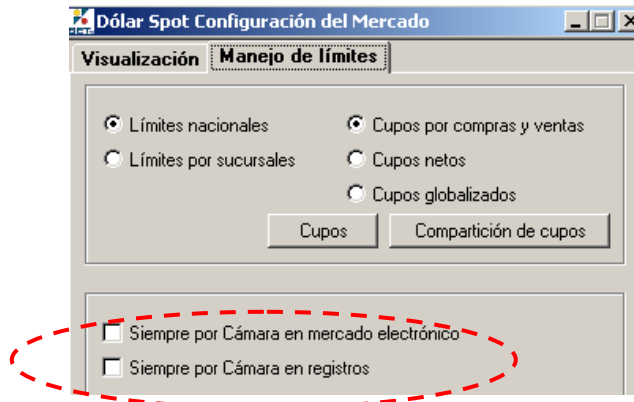 Dólar Spot Configuración del Mercado
Visualización Manejo de límites
Límites nacionales Cupos por compras y ventas
Límites por sucursales Cupos netos
Cupos globalizados
Cupos Compartición de cupos
Siempre por Cámara en mercado electrónico
Siempre por Cámara en registros